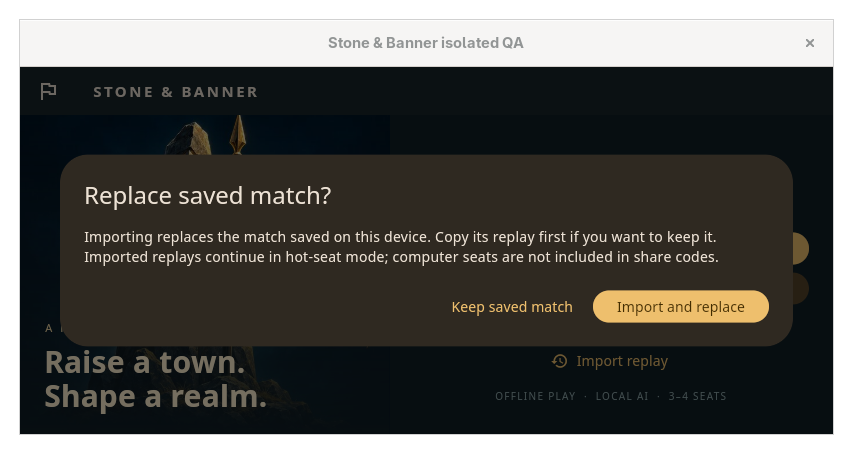 Stone & Banner isolated QA
STONE & BANNER
Replace saved match?
Importing replaces the match saved on this device. Copy its replay first if you want to keep it.
Imported replays continue in hot-seat mode; computer seats are not included in share codes.
Keep saved match
Import and replace
A
Raise a town.
Shape a realm.
Import replay
OFFLINE PLAY · LOCAL AI · 3–4 SEATS